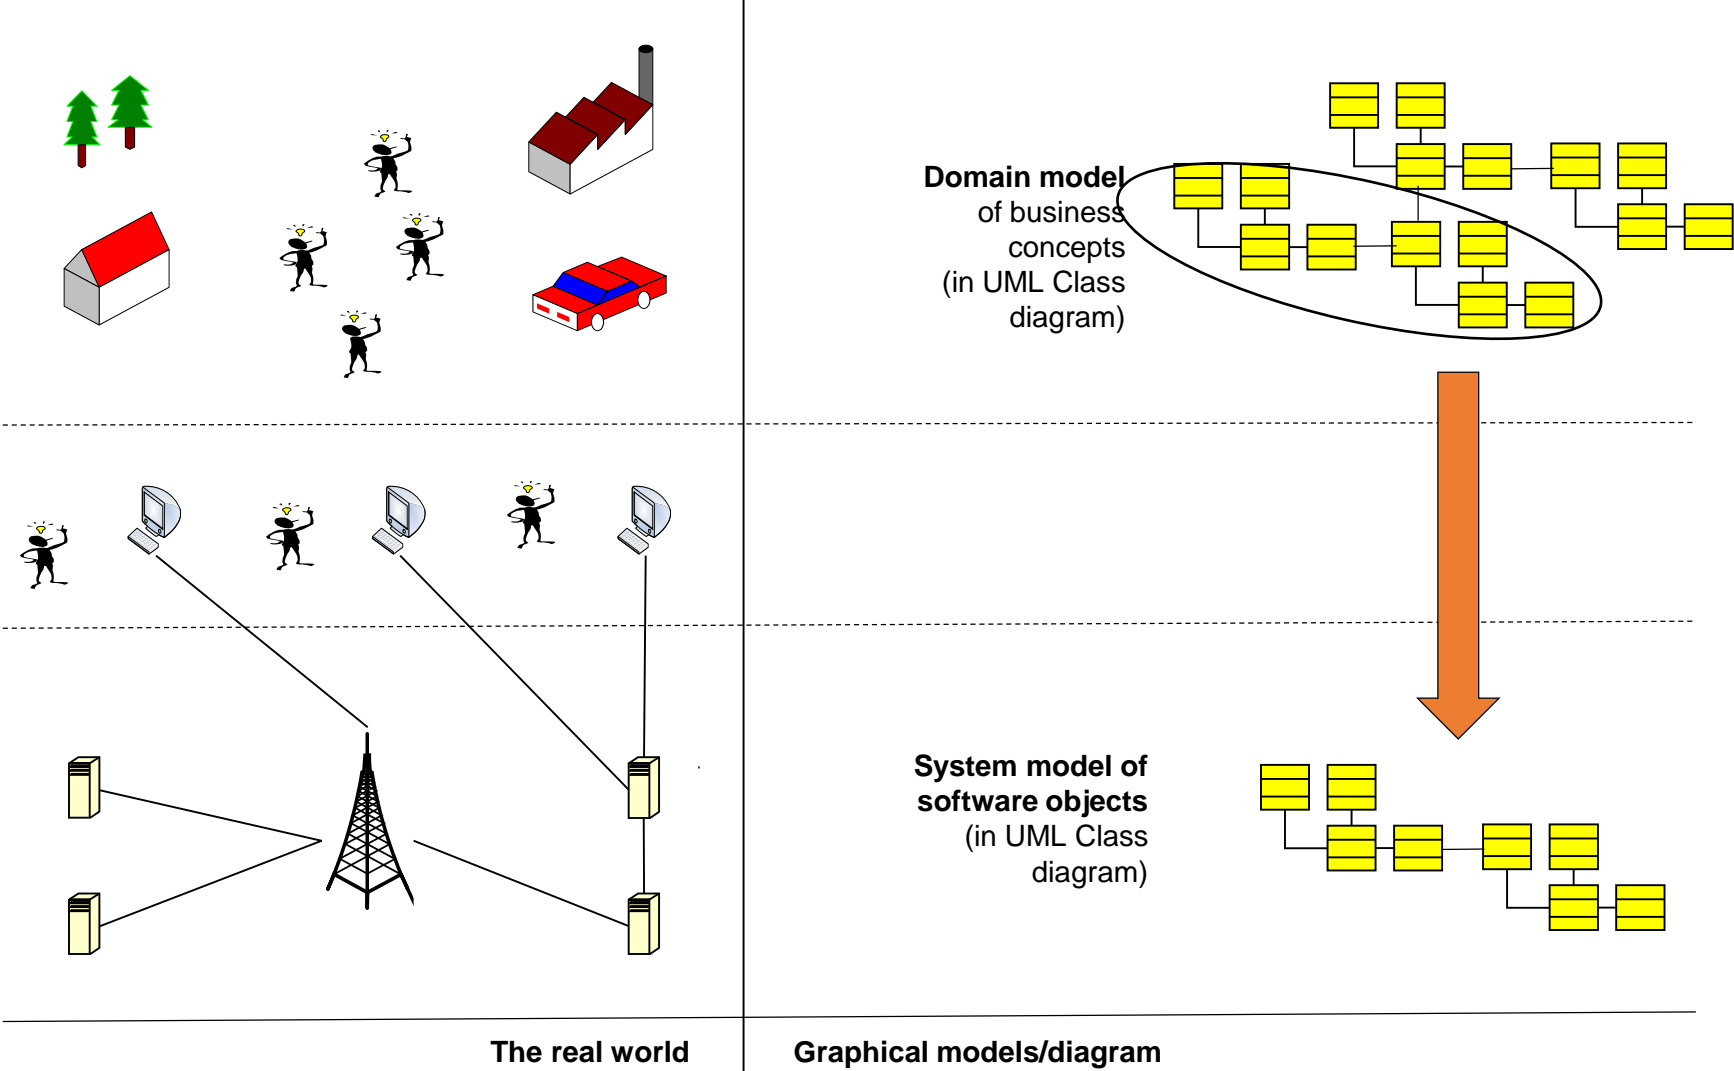 Domain model
of business
concepts
(in UML Class
diagram)
System model of
software objects
(in UML Class
diagram)
The real world
Graphical models/diagram